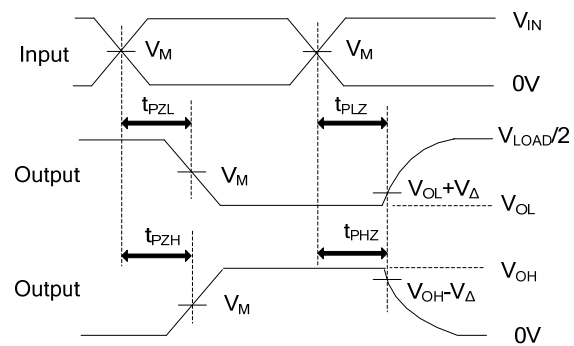 V_IN
Input
V_M
V_M
0V
t_PZL
t_PLZ
V_LOAD/2
Output
V_M
V_OL+V_Δ
V_OL
t_PZH
t_PHZ
V_OH
Output
V_M
V_OH-V_Δ
0V